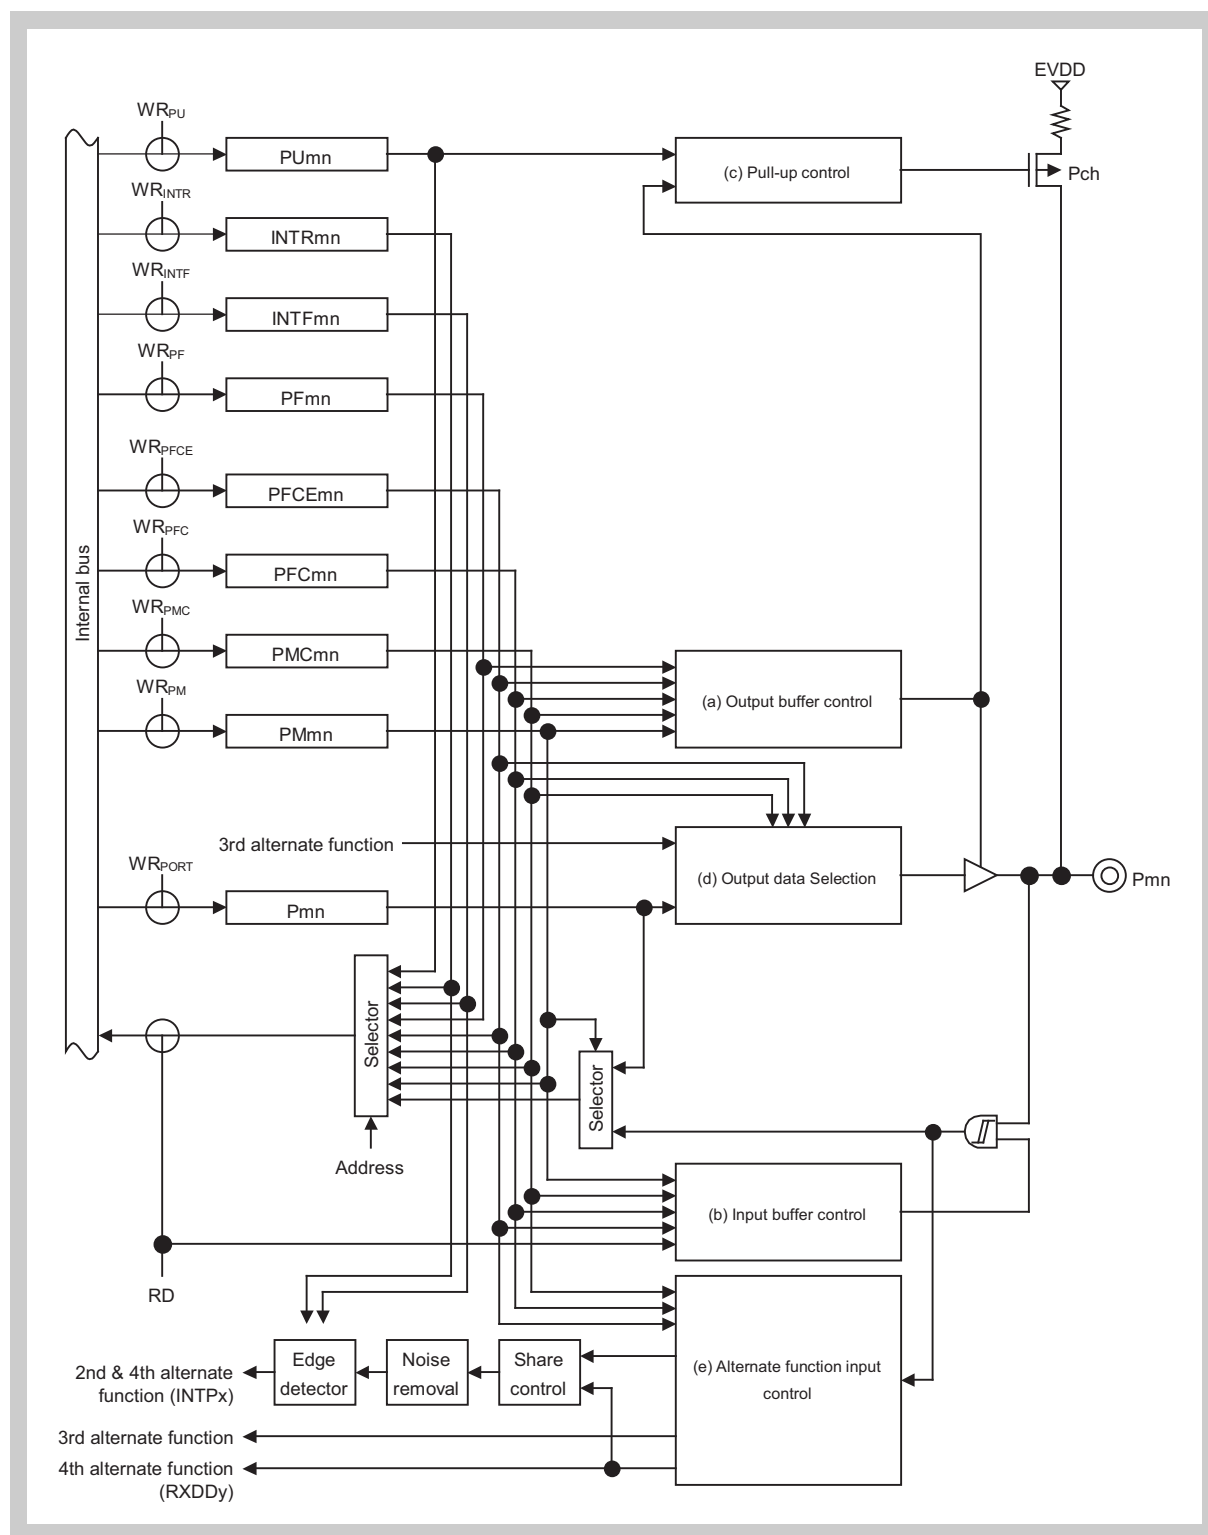 EVDD
WRPU
PUmn
(c) Pull-up control
Pch
WRINTR
INTRmn
WRINTF
INTFmn
WRPF
PFmn
WRPFCE
PFCEmn
WRPFC
PFCmn
Internal bus
WRPMC
PMCmn
WRPM
PMmn
(a) Output buffer control
3rd alternate function
WRPORT
Pmn
(d) Output data Selection
Pmn
Selector
Selector
Address
(b) Input buffer control
RD
Edge
detector
Noise
removal
Share
control
(e) Alternate function input
control
2nd & 4th alternate
function (INTPx)
3rd alternate function
4th alternate function
(RXDDy)